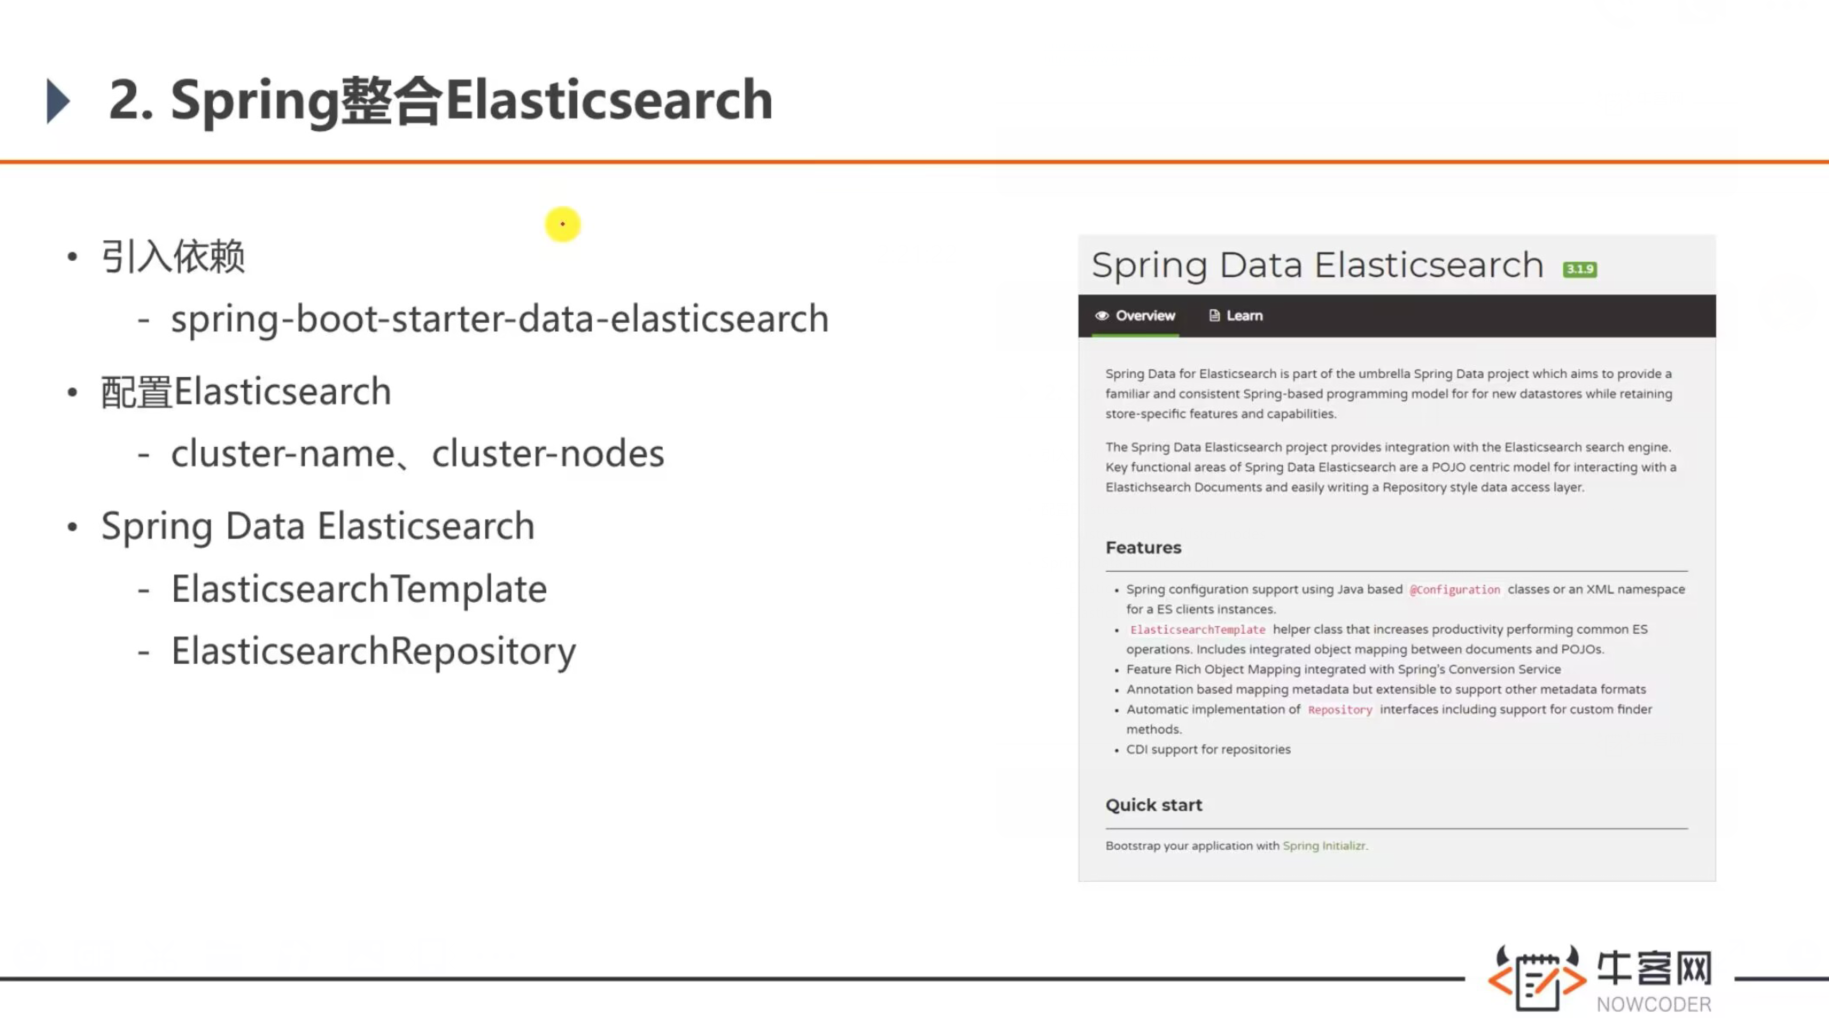 2. Spring整合Elasticsearch
• 引入依赖
- spring-boot-starter-data-elasticsearch
• 配置Elasticsearch
- cluster-name、cluster-nodes
• Spring Data Elasticsearch
- ElasticsearchTemplate
- ElasticsearchRepository
Spring Data Elasticsearch 3.1.9
Overview Learn
Spring Data for Elasticsearch is part of the umbrella Spring Data project which aims to provide a
familiar and consistent Spring-based programming model for for new datastores while retaining
store-specific features and capabilities.
The Spring Data Elasticsearch project provides integration with the Elasticsearch search engine.
Key functional areas of Spring Data Elasticsearch are a POJO centric model for interacting with a
Elastichsearch Documents and easily writing a Repository style data access layer.
Features
• Spring configuration support using Java based @Configuration classes or an XML namespace
for a ES clients instances.
• ElasticsearchTemplate helper class that increases productivity performing common ES
operations. Includes integrated object mapping between documents and POJOs.
• Feature Rich Object Mapping integrated with Spring's Conversion Service
• Annotation based mapping metadata but extensible to support other metadata formats
• Automatic implementation of Repository interfaces including support for custom finder
methods.
• CDI support for repositories
Quick start
Bootstrap your application with Spring Initializr.
牛客网
NOWCODER